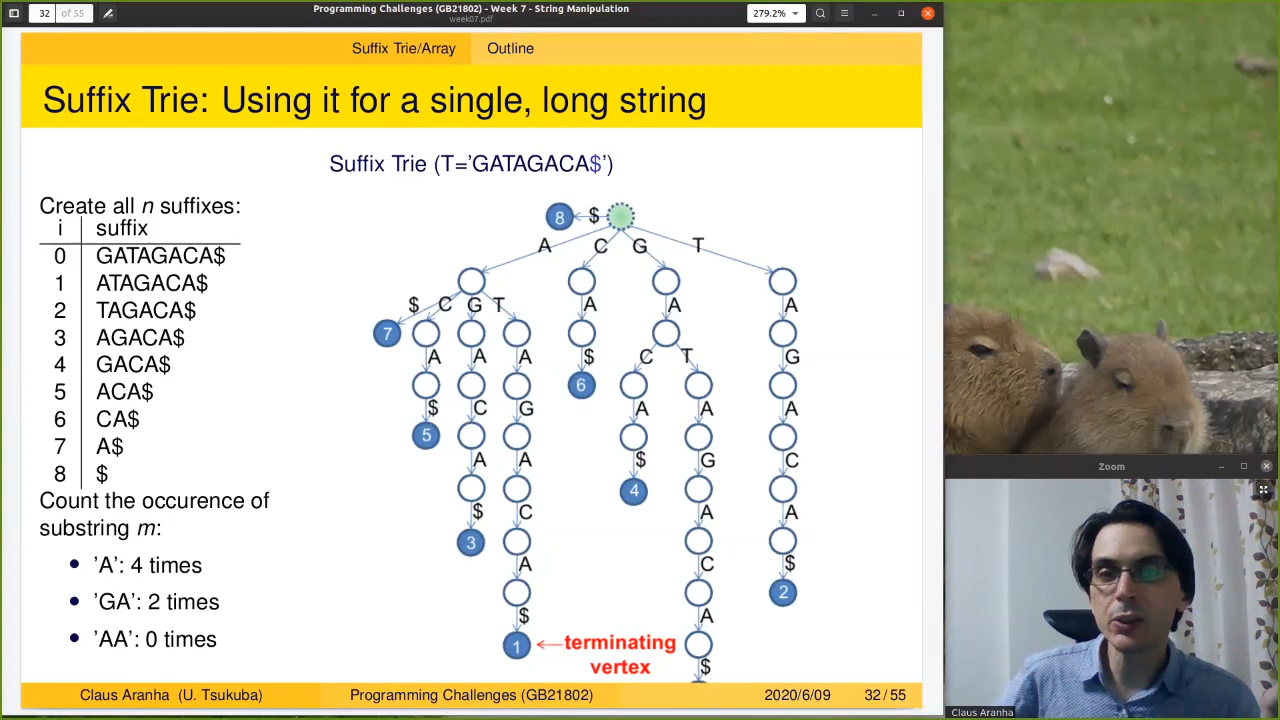 32 of 55
Programming Challenges (GB21802) - Week 7 - String Manipulation
week07.pdf
279.2%
Suffix Trie/Array Outline
Suffix Trie: Using it for a single, long string
Suffix Trie (T='GATAGACA$')
Create all n suffixes:
i suffix
0 GATAGACA$
1 ATAGACA$
2 TAGACA$
3 AGACA$
4 GACA$
5 ACA$
6 CA$
7 A$
8 $
Count the occurence of
substring m:
'A': 4 times
'GA': 2 times
'AA': 0 times
8 $
A C G T
$ C G T A A A
7 A A A $ C T G
5 $ C G 6 A A A
A A $ G C
3 $ C 4 A A
A C $
1 $ A 2
$
terminating
vertex
Claus Aranha (U. Tsukuba) Programming Challenges (GB21802) 2020/6/09 32 / 55
Zoom
Claus Aranha